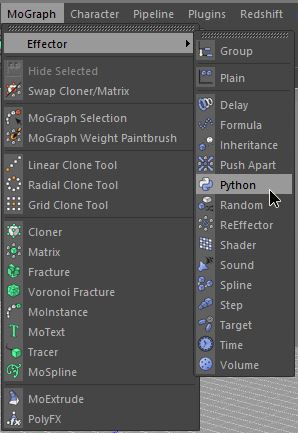 MoGraph Character Pipeline Plugins Redshift
Effector
Hide Selected
Swap Cloner/Matrix
MoGraph Selection
MoGraph Weight Paintbrush
Linear Clone Tool
Radial Clone Tool
Grid Clone Tool
Cloner
Matrix
Fracture
Voronoi Fracture
MoInstance
MoText
Tracer
MoSpline
MoExtrude
PolyFX
Group
Plain
Delay
Formula
Inheritance
Push Apart
Python
Random
ReEffector
Shader
Sound
Spline
Step
Target
Time
Volume